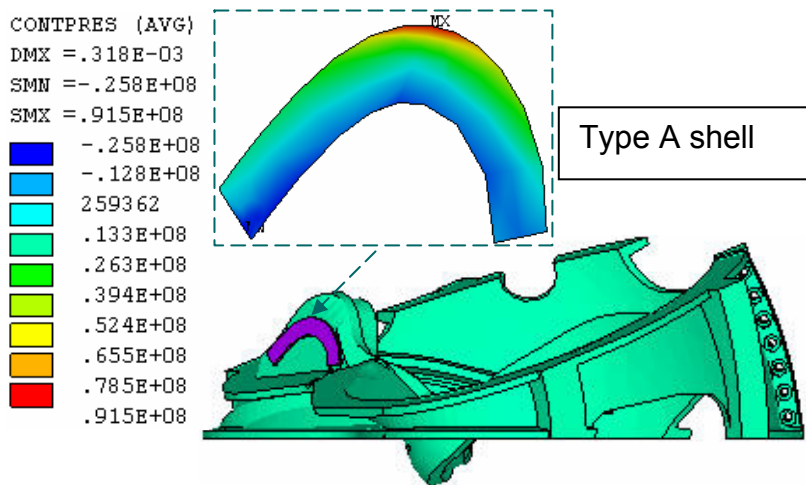 CONTPRES (AVG)
DMX =.318E-03
SMN =-.258E+08
SMX =.915E+08
-.258E+08
-.128E+08
259362
.133E+08
.263E+08
.394E+08
.524E+08
.655E+08
.785E+08
.915E+08
MX
Type A shell